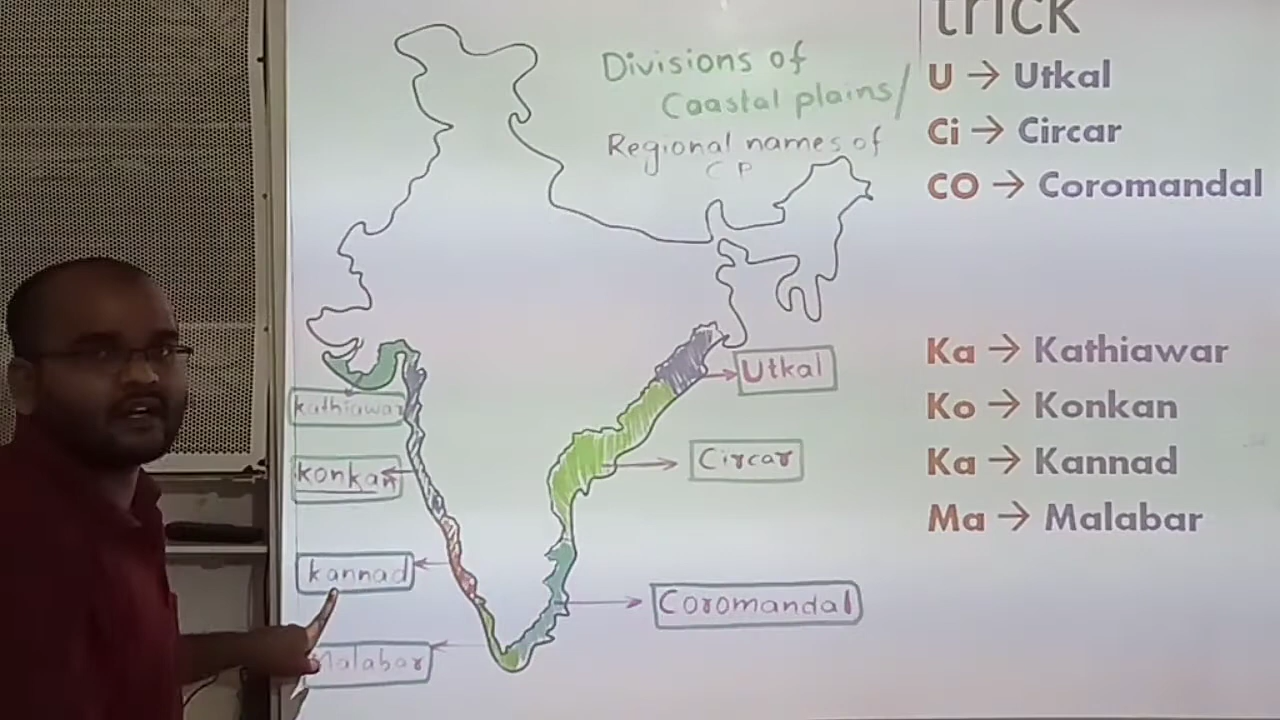 trick
Divisions of
Caastal plains/
Regional names of
C P
U → Utkal
Ci → Circar
CO → Coromandal
Ka → Kathiawar
Ko → Konkan
Ka → Kannad
Ma → Malabar
kathiawar
konkan
kannad
Malabar
Utkal
Circar
Coromandal